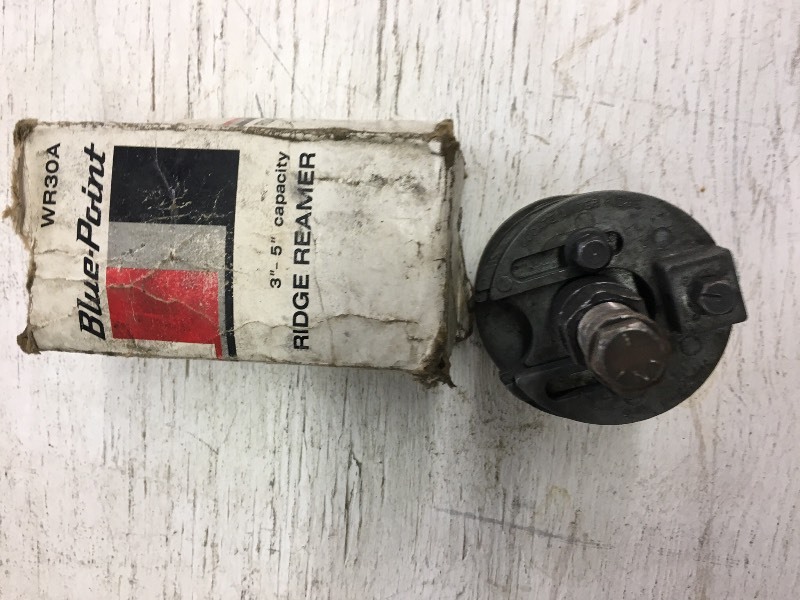 WR30A
Blue-Point
3"-5" capacity
RIDGE REAMER